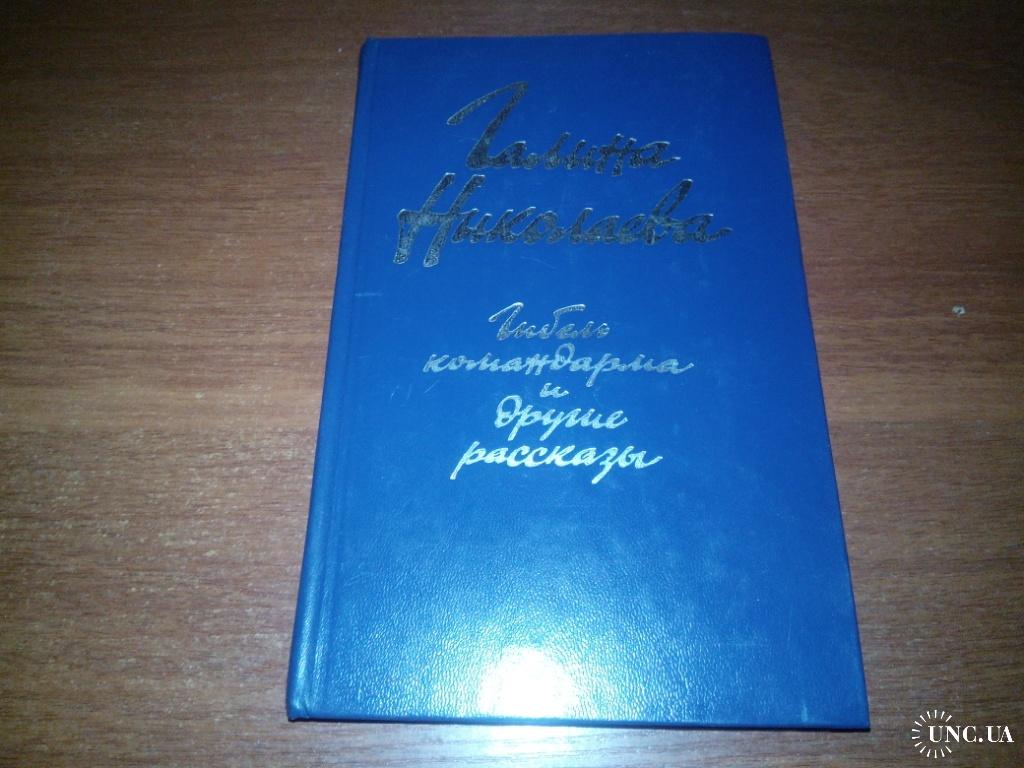 Галина
Николаева
Гибель
командарма
и
другие
рассказы
UNC.UA